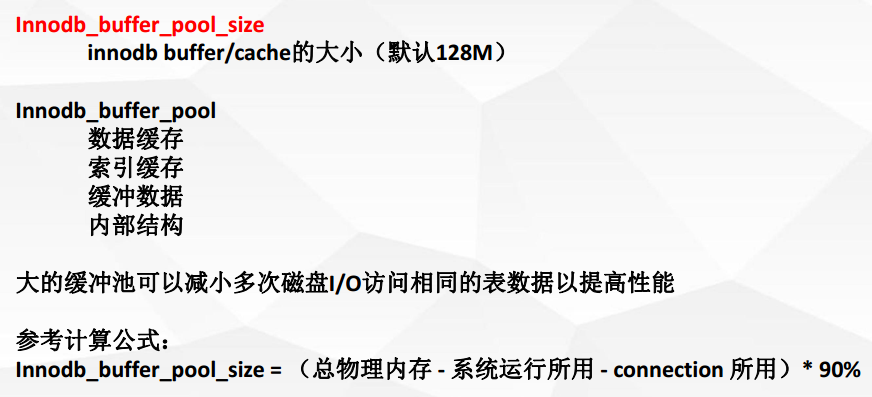 Innodb_buffer_pool_size
innodb buffer/cache的大小（默认128M）
Innodb_buffer_pool
数据缓存
索引缓存
缓冲数据
内部结构
大的缓冲池可以减小多次磁盘I/O访问相同的表数据以提高性能
参考计算公式：
Innodb_buffer_pool_size = （总物理内存 - 系统运行所用 - connection 所用）* 90%